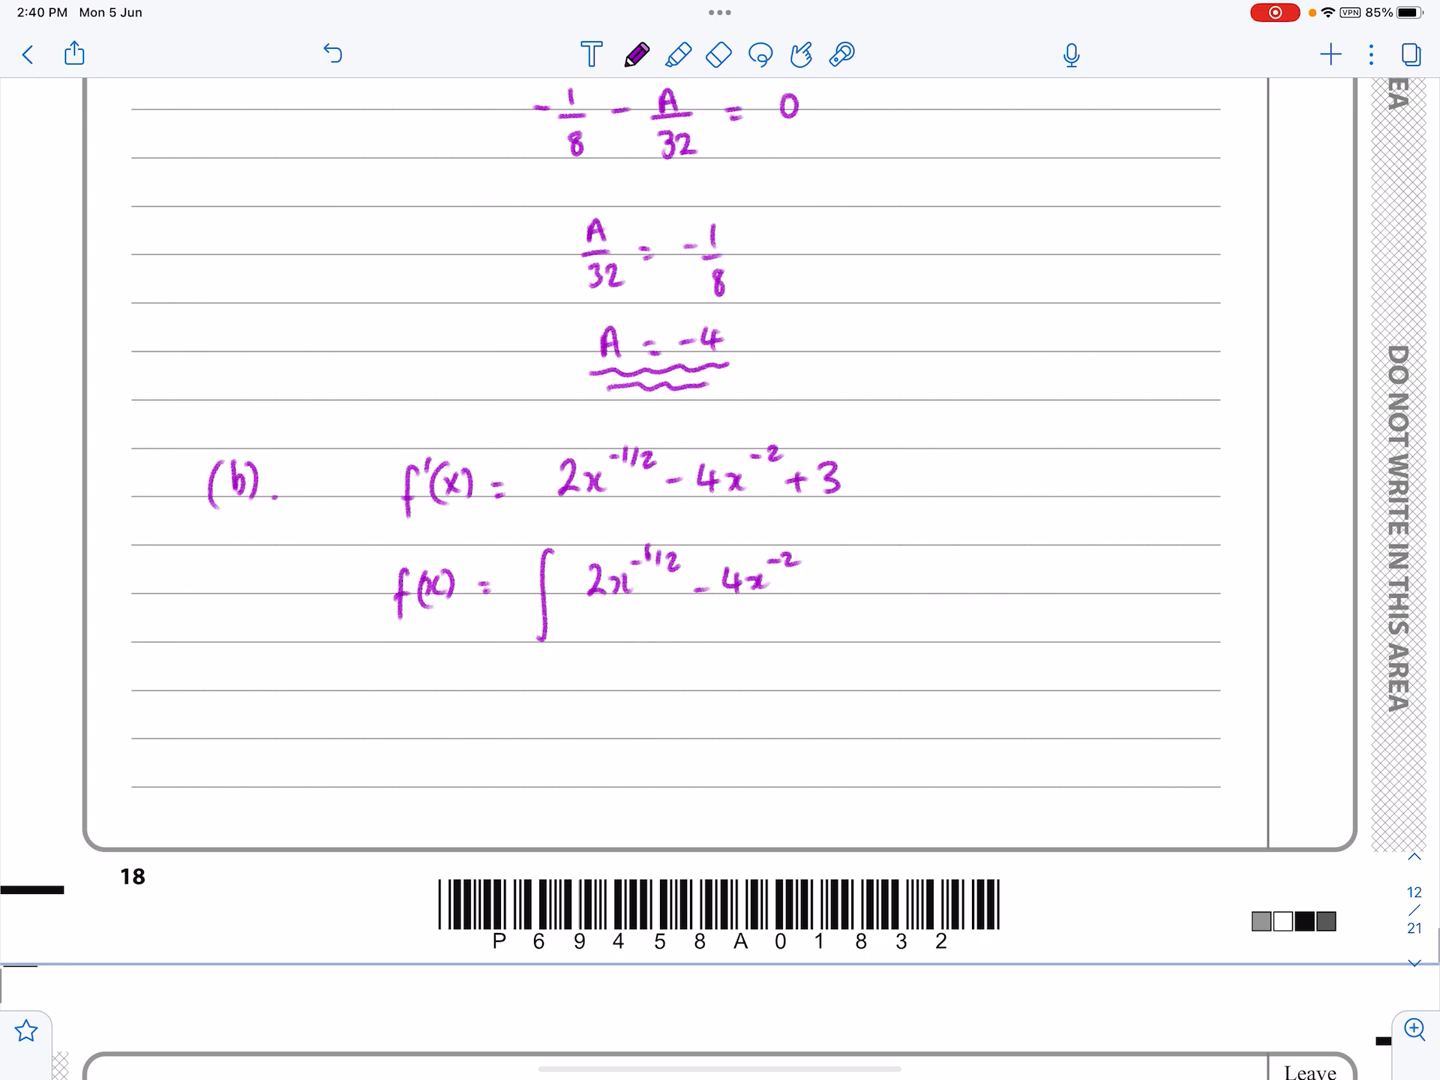 2:40 PM Mon 5 Jun
VPN 85%
T
EA
-1/8 - A/32 = 0
A/32 = -1/8
A = -4
(b). f'(x) = 2x^{-1/2} - 4x^{-2} + 3
f(x) = ∫ 2x^{-1/2} - 4x^{-2}
DO NOT WRITE IN THIS AREA
18
P 6 9 4 5 8 A 0 1 8 3 2
12
/
21
Leave